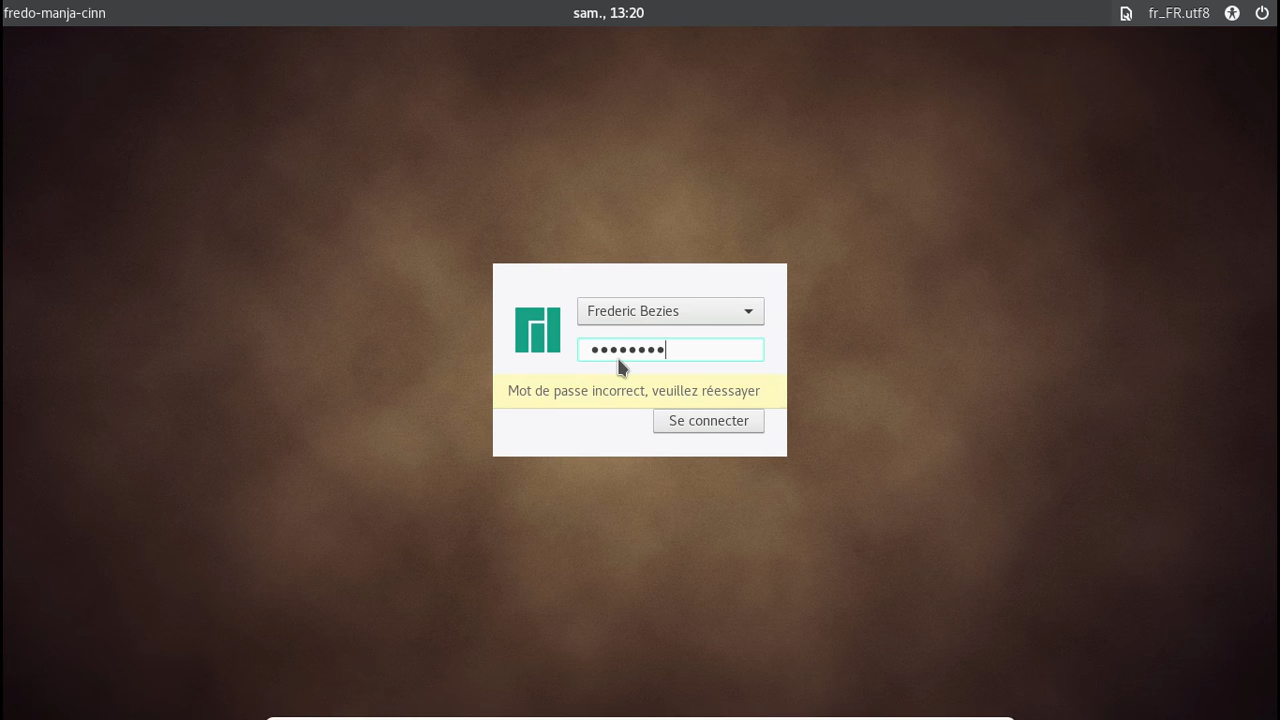 fredo-manja-cinn
sam., 13:20
fr_FR.utf8
Frederic Bezies
••••••••
Mot de passe incorrect, veuillez réessayer
Se connecter